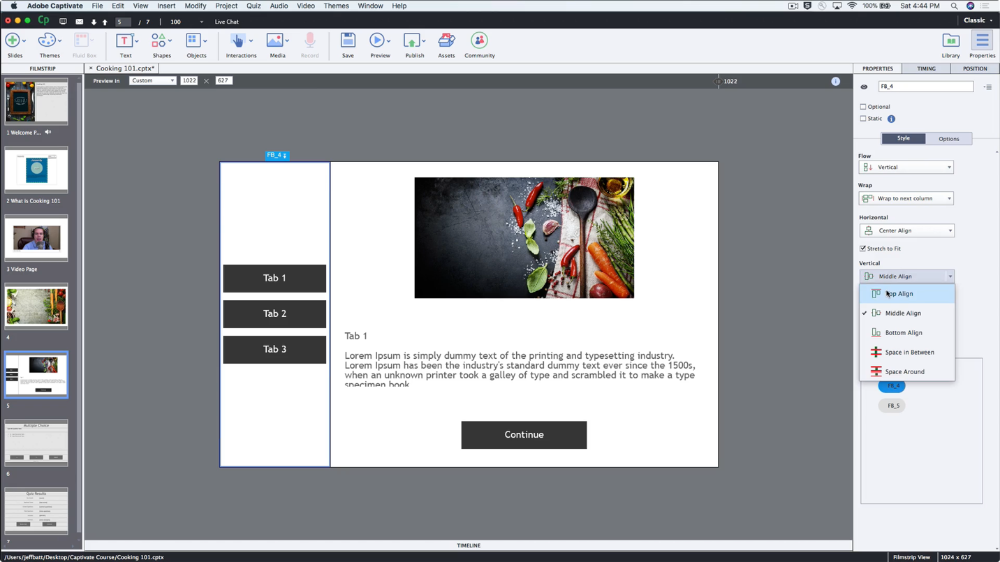 Adobe Captivate File Edit View Insert Modify Project Quiz Audio Video Themes Window Help 100% Sat 4:44 PM
Cp 5 / 7 100 Live Chat Classic
Slides Themes Fluid Box Text Shapes Objects Interactions Media Record Save Preview Publish Assets Community Library Properties
FILMSTRIP × Cooking 101.cptx* PROPERTIES TIMING POSITION
Preview in Custom 1022 × 627 1022
FB_4
Optional
Static
Style Options
Flow
Vertical
Wrap
Wrap to next column
Horizontal
Center Align
Stretch to Fit
Vertical
Middle Align
Top Align
Middle Align
Bottom Align
Space in Between
Space Around
FB_4
FB_5
1 Welcome P...
2 What is Cooking 101
3 Video Page
4
5
Multiple Choice
6
Quiz Results
7
FB_4
Tab 1
Tab 2
Tab 3
Tab 1
Lorem Ipsum is simply dummy text of the printing and typesetting industry.
Lorem Ipsum has been the industry's standard dummy text ever since the 1500s,
when an unknown printer took a galley of type and scrambled it to make a type
specimen book
Continue
TIMELINE
/Users/jeffbatt/Desktop/Captivate Course/Cooking 101.cptx Filmstrip View 1024 x 627